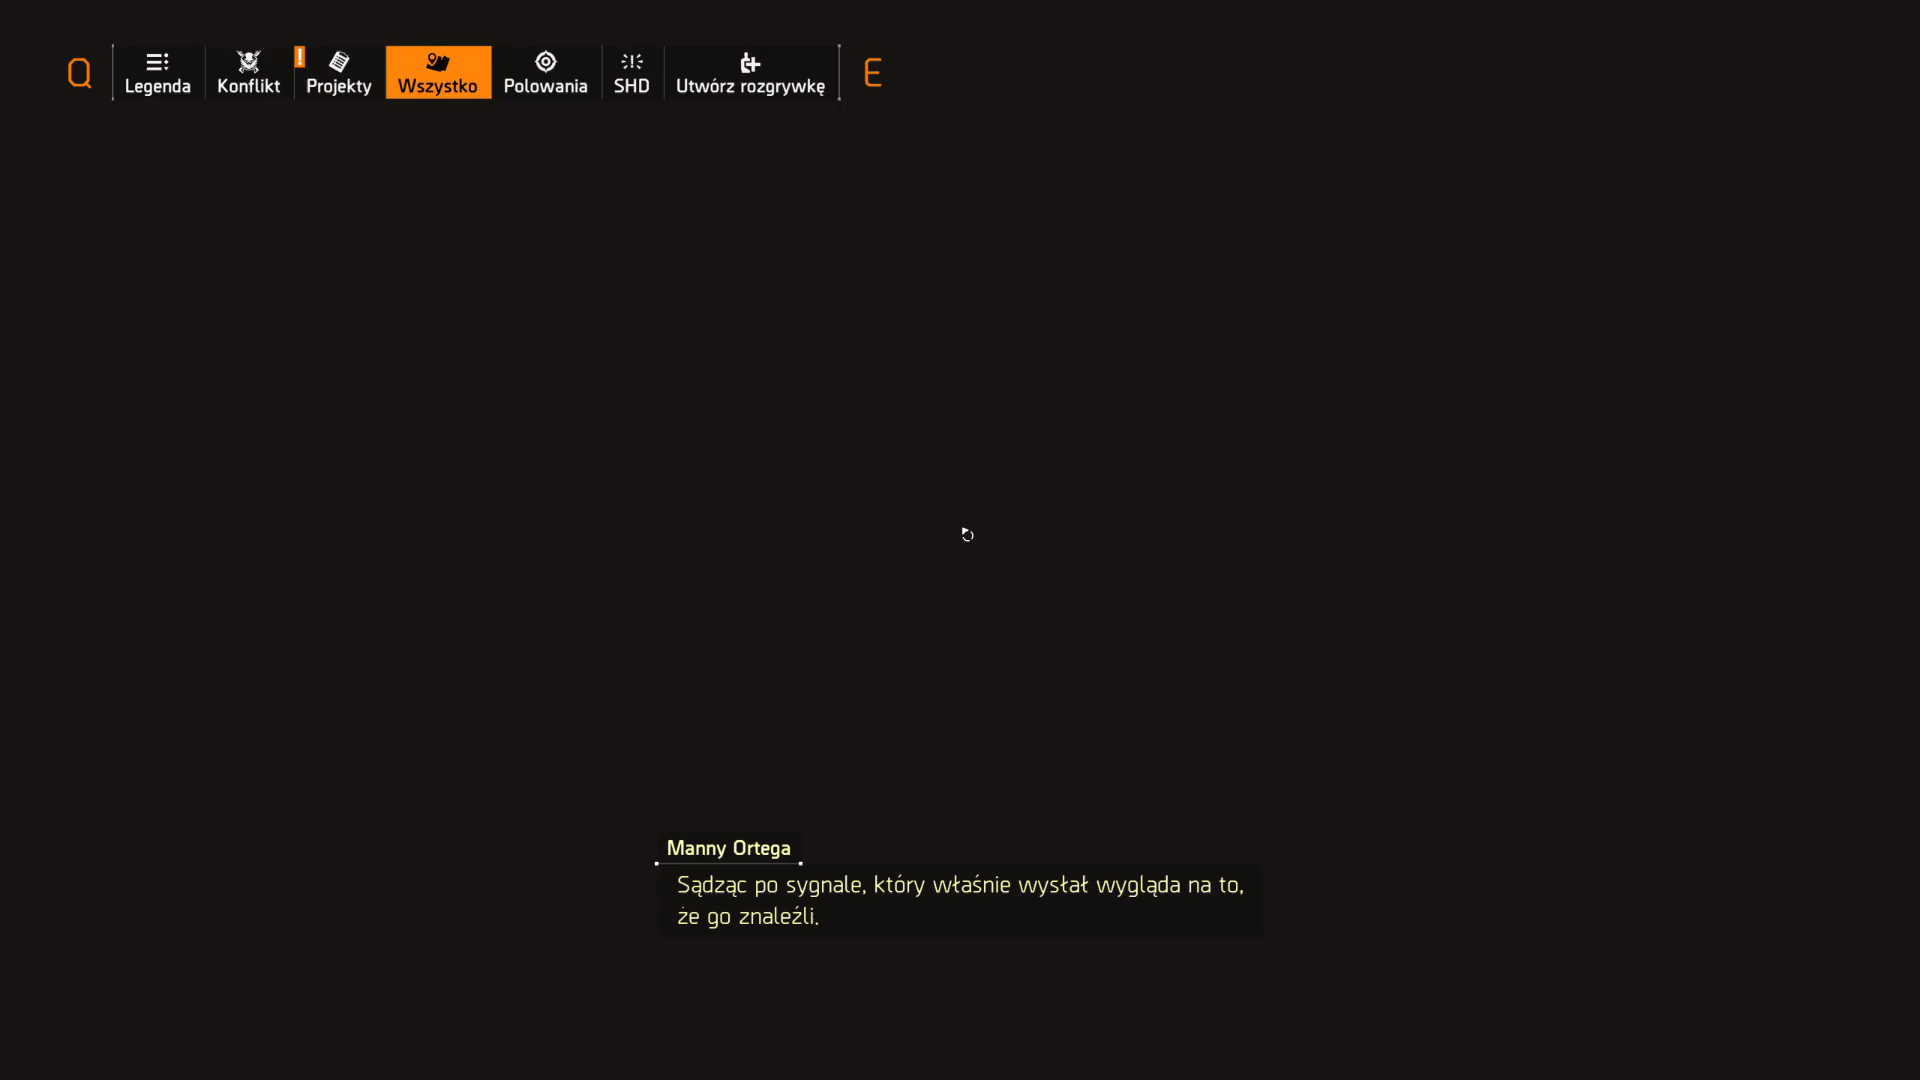 Q Legenda Konflikt ! Projekty Wszystko Polowania SHD Utwórz rozgrywkę E
Manny Ortega
Sądząc po sygnale, który właśnie wysłał wygląda na to,
że go znaleźli.